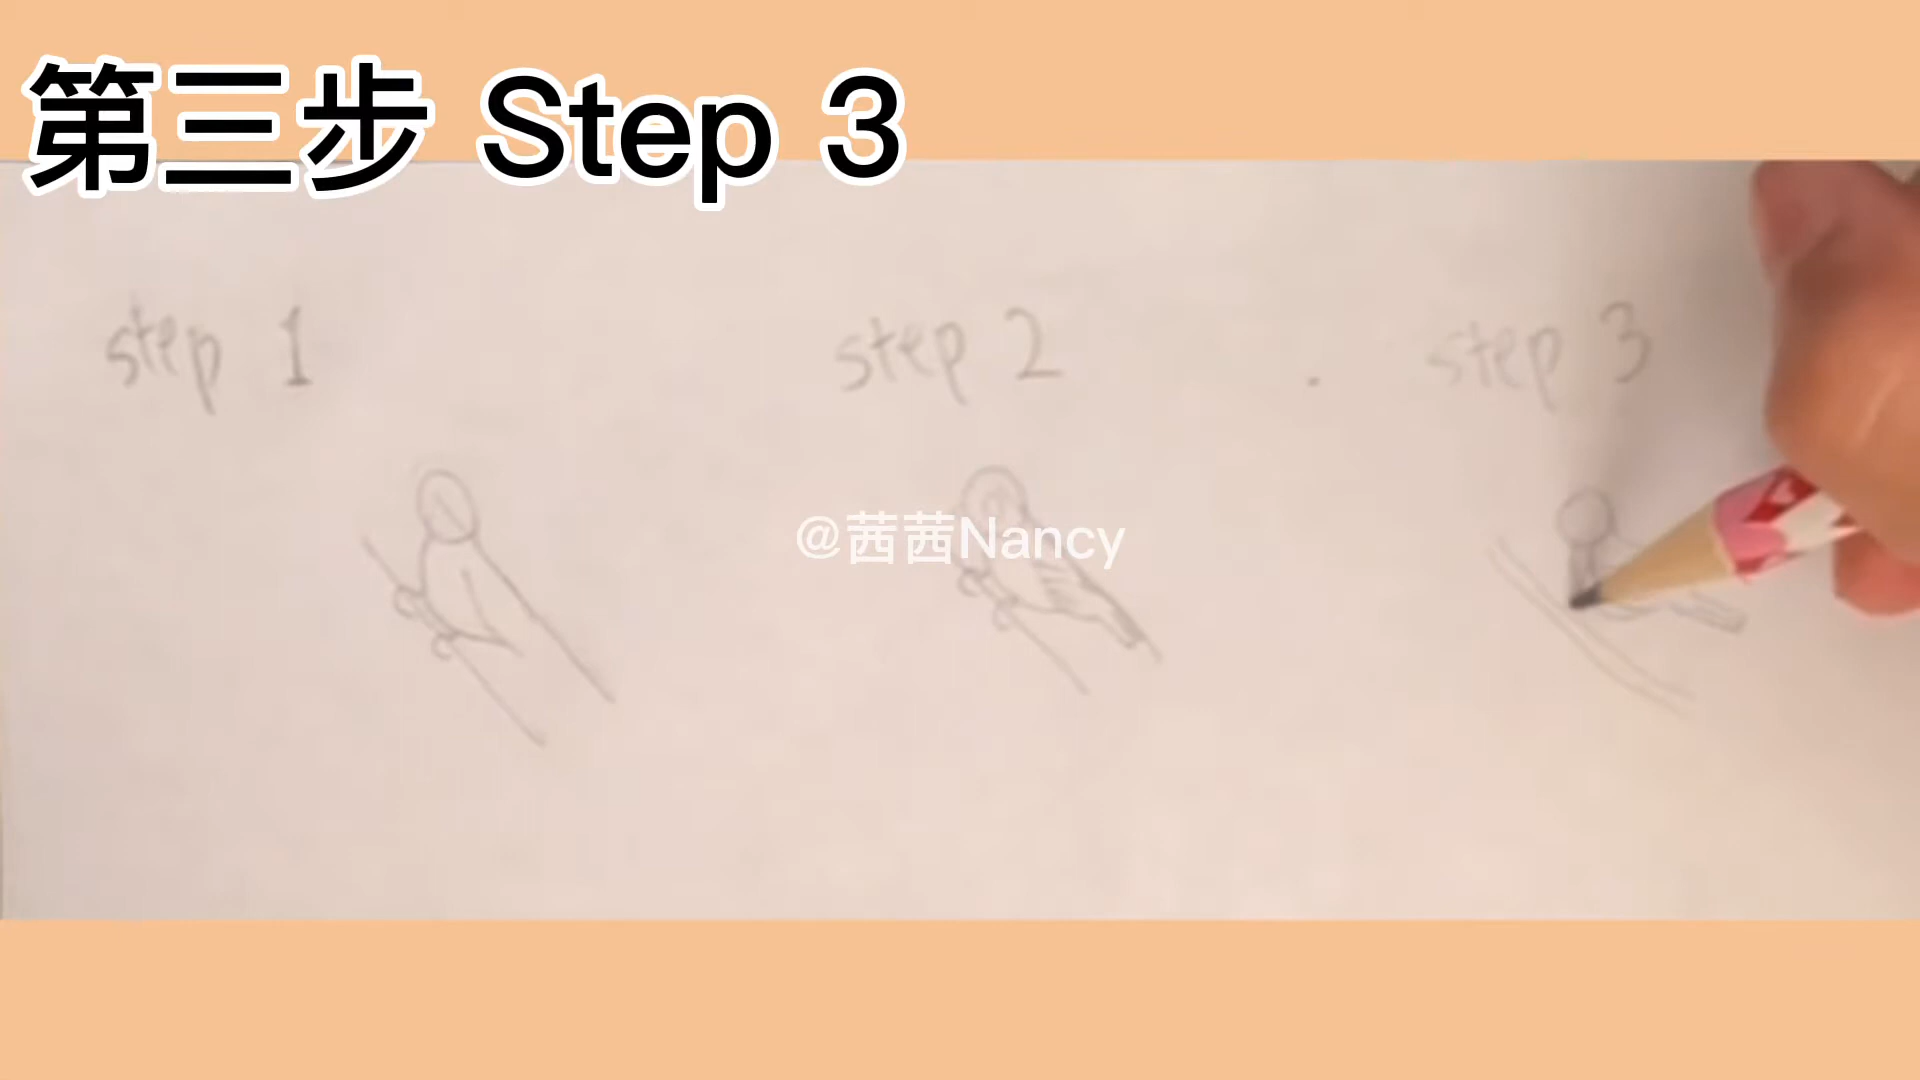 第三步 Step 3
step 1
step 2
step 3
@茜茜Nancy